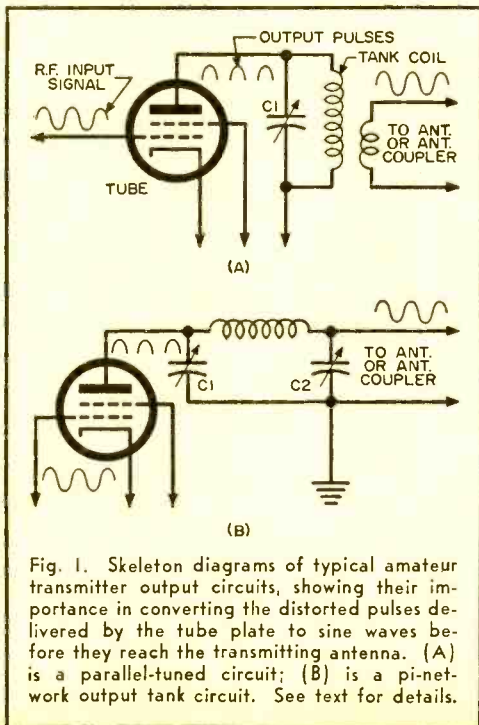 OUTPUT PULSES
TANK COIL
R.F. INPUT
SIGNAL
C1
TO ANT.
OR ANT.
COUPLER
TUBE
(A)
C1
C2
TO ANT.
OR ANT.
COUPLER
(B)
Fig. 1. Skeleton diagrams of typical amateur
transmitter output circuits, showing their im-
portance in converting the distorted pulses de-
livered by the tube plate to sine waves be-
fore they reach the transmitting antenna. (A)
is a parallel-tuned circuit; (B) is a pi-net-
work output tank circuit. See text for details.